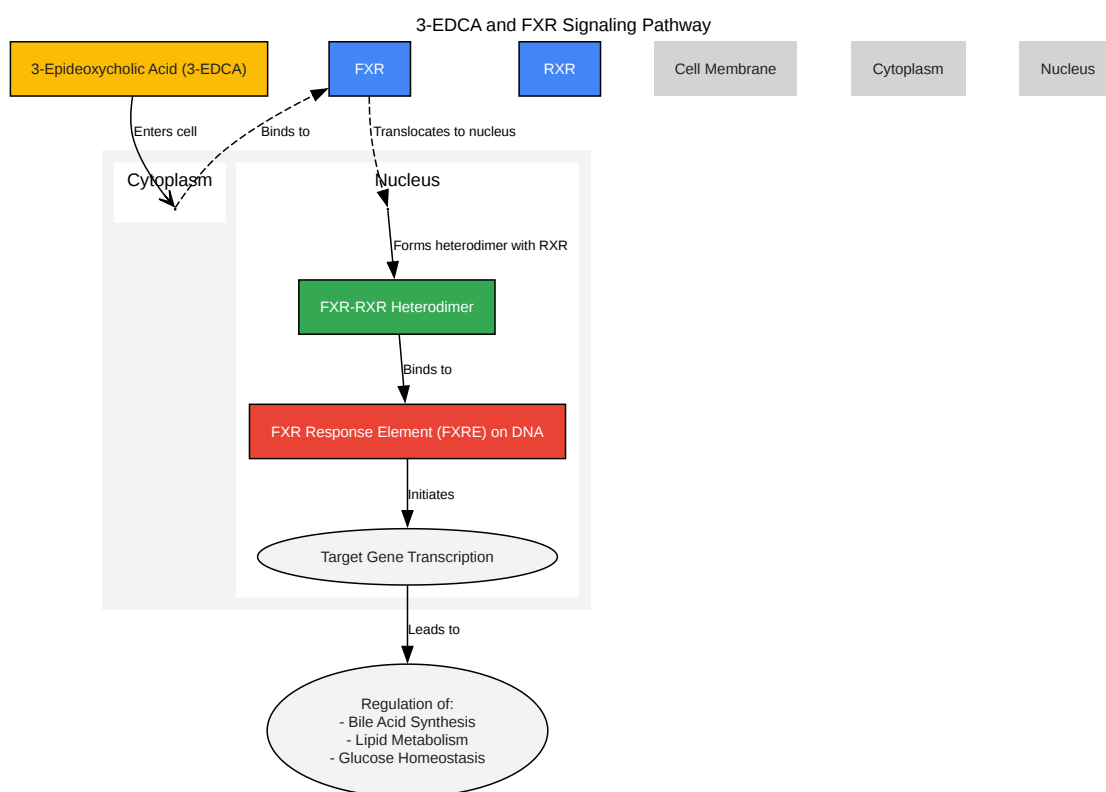 3-EDCA and FXR Signaling Pathway
3-Epideoxycholic Acid (3-EDCA)
FXR
RXR
Cell Membrane
Cytoplasm
Nucleus
Enters cell
Binds to
Translocates to nucleus
Cytoplasm
Nucleus
Forms heterodimer with RXR
FXR-RXR Heterodimer
Binds to
FXR Response Element (FXRE) on DNA
Initiates
Target Gene Transcription
Leads to
Regulation of:
- Bile Acid Synthesis
- Lipid Metabolism
- Glucose Homeostasis